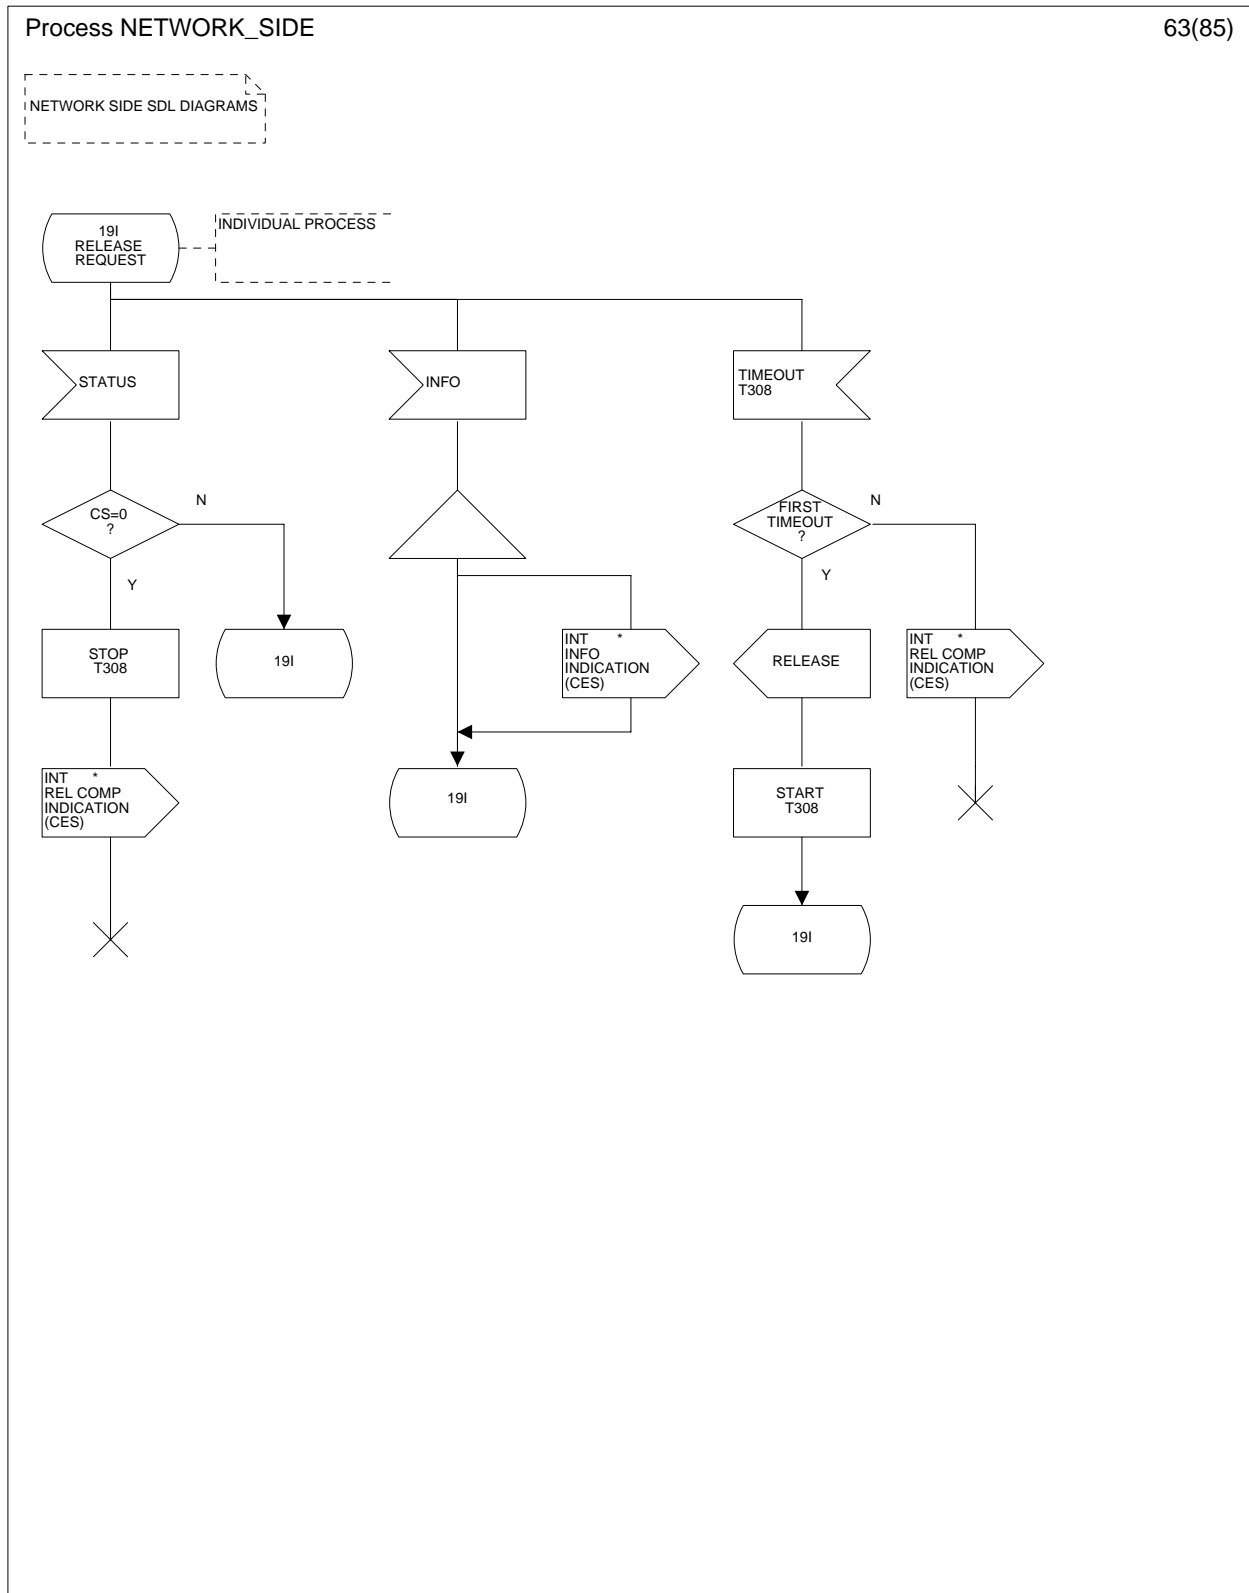 Process NETWORK_SIDE
63(85)
NETWORK SIDE SDL DIAGRAMS
19I
RELEASE
REQUEST
INDIVIDUAL PROCESS
STATUS
INFO
TIMEOUT
T308
CS=0
?
N
Y
FIRST
TIMEOUT
?
N
Y
STOP
T308
19I
INT *
INFO
INDICATION
(CES)
RELEASE
INT *
REL COMP
INDICATION
(CES)
INT *
REL COMP
INDICATION
(CES)
19I
START
T308
19I